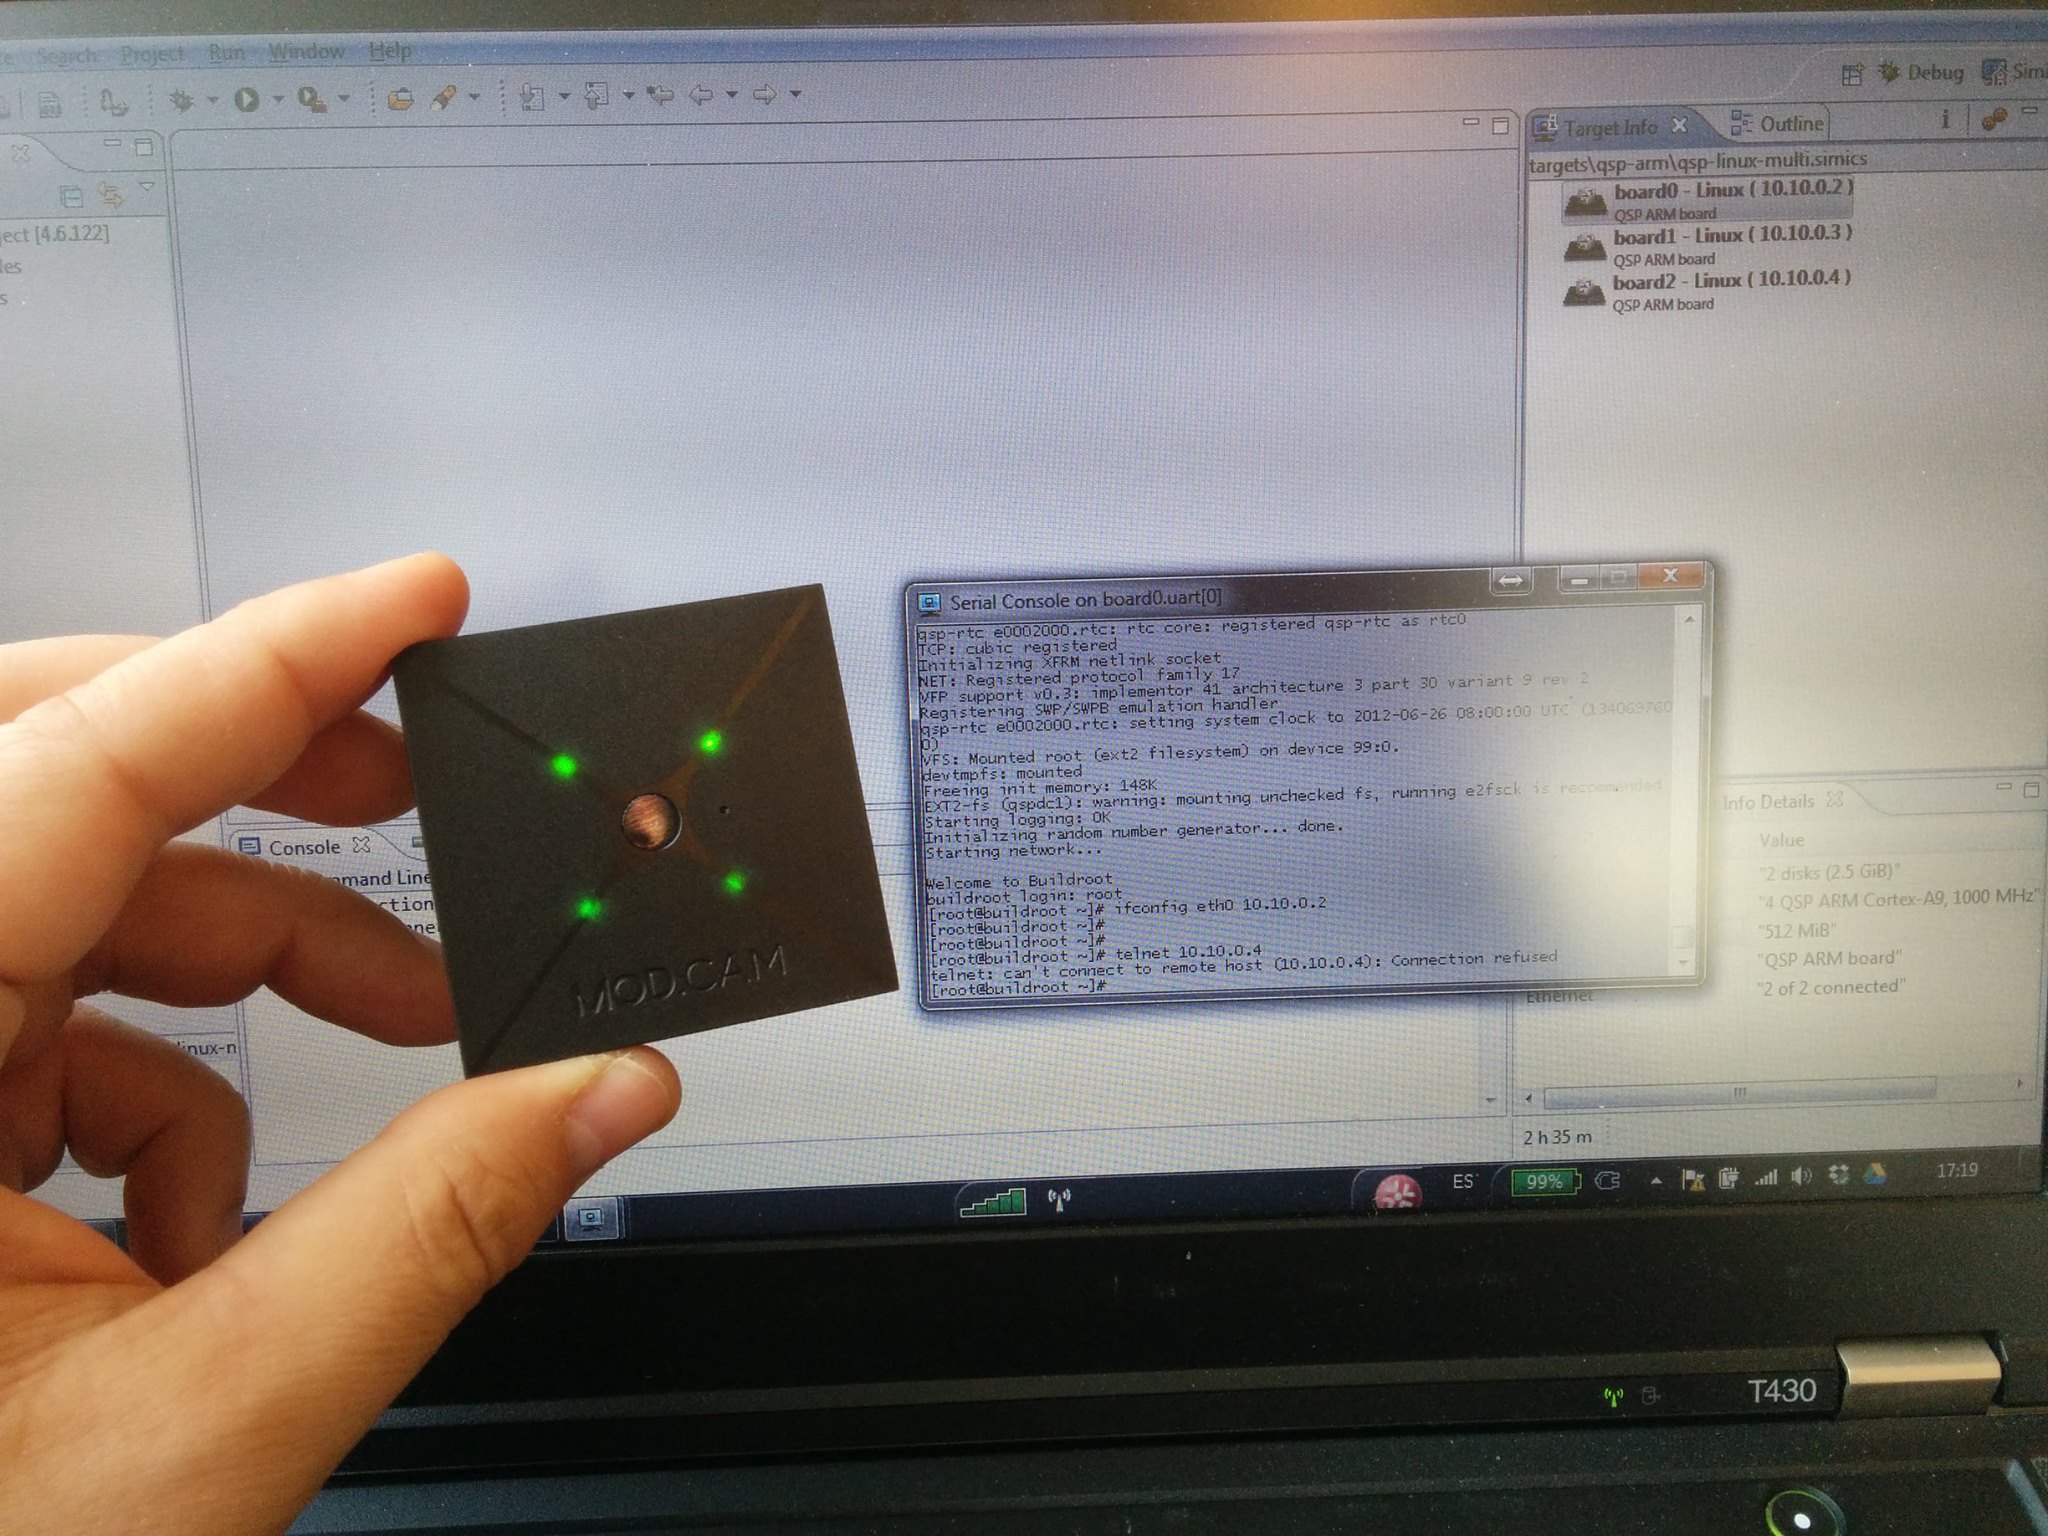 Search Project Run Window Help
Debug
Target Info
Outline
targets\qsp-arm\qsp-linux-multi.simics
board0 - Linux ( 10.10.0.2 )
QSP ARM board
board1 - Linux ( 10.10.0.3 )
QSP ARM board
board2 - Linux ( 10.10.0.4 )
QSP ARM board
ect [4.6.122]
les
s
Serial Console on board0.uart[0]
qsp-rtc e0002000.rtc: rtc core: registered qsp-rtc as rtc0
TCP: cubic registered
Initializing XFRM netlink socket
NET: Registered protocol family 17
VFP support v0.3: implementor 41 architecture 3 part 30 variant 9 rev 2
Registering SWP/SWPB emulation handler
qsp-rtc e0002000.rtc: setting system clock to 2012-06-26 08:00:00 UTC (134069760
0)
VFS: Mounted root (ext2 filesystem) on device 99:0.
devtmpfs: mounted
Freeing init memory: 148K
EXT2-fs (qspdc1): warning: mounting unchecked fs, running e2fsck is recommended
Starting logging: OK
Initializing random number generator... done.
Starting network...
Welcome to Buildroot
buildroot login: root
[root@buildroot ~]# ifconfig eth0 10.10.0.2
[root@buildroot ~]#
[root@buildroot ~]#
[root@buildroot ~]# telnet 10.10.0.4
telnet: can't connect to remote host (10.10.0.4): Connection refused
[root@buildroot ~]#
Console
mmand Line
ction
linux-n
MOD.CAM
Info Details
Value
"2 disks (2.5 GiB)"
"4 QSP ARM Cortex-A9, 1000 MHz"
"512 MiB"
"QSP ARM board"
Ethernet "2 of 2 connected"
2 h 35 m
ES
99%
17:19
T430